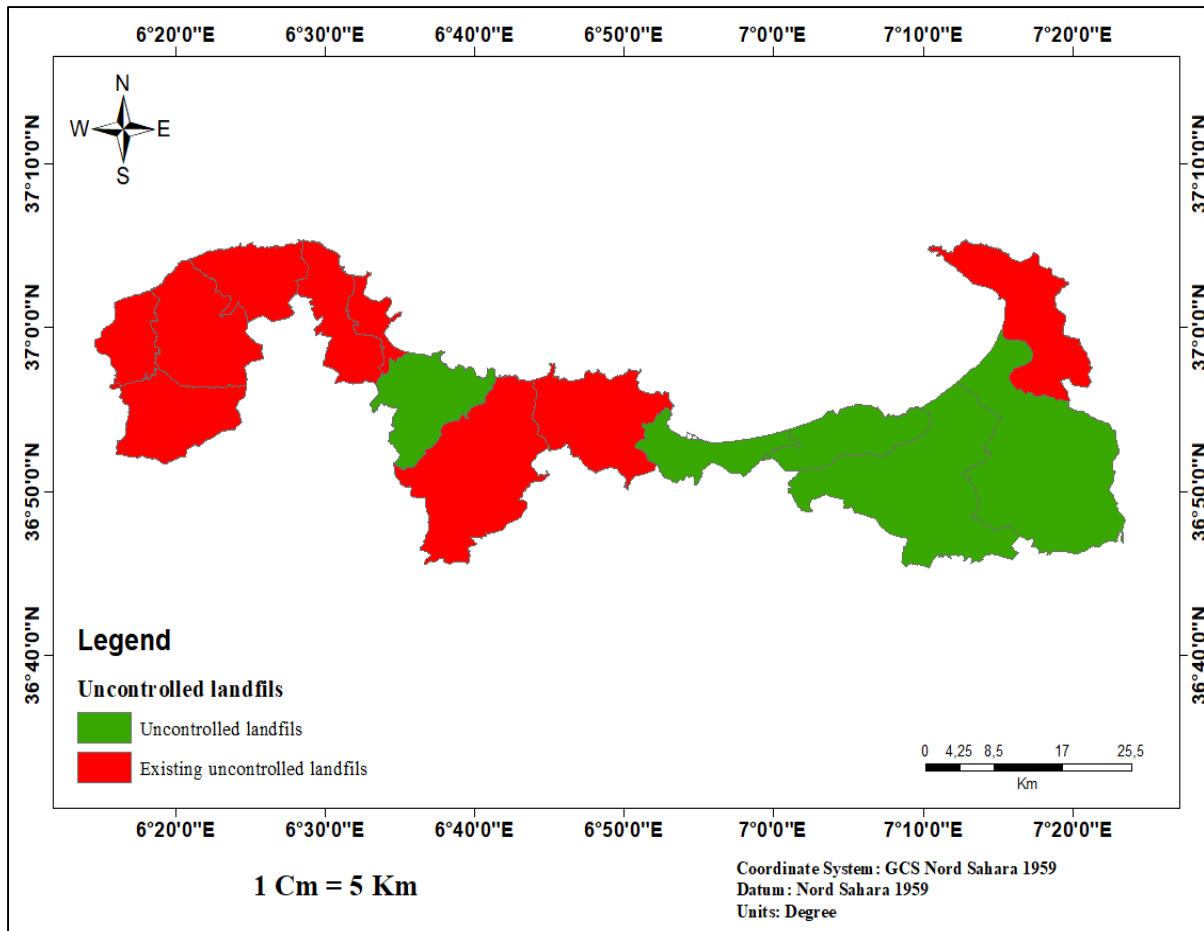 6°20'0"E 6°30'0"E 6°40'0"E 6°50'0"E 7°0'0"E 7°10'0"E 7°20'0"E
N
W E
S
37°10'0"N 37°10'0"N
37°0'0"N 37°0'0"N
36°50'0"N 36°50'0"N
36°40'0"N 36°40'0"N
Legend
Uncontrolled landfils
Uncontrolled landfils
Existing uncontrolled landfils
0 4,25 8,5 17 25,5
Km
6°20'0"E 6°30'0"E 6°40'0"E 6°50'0"E 7°0'0"E 7°10'0"E 7°20'0"E
1 Cm = 5 Km
Coordinate System: GCS Nord Sahara 1959
Datum: Nord Sahara 1959
Units: Degree